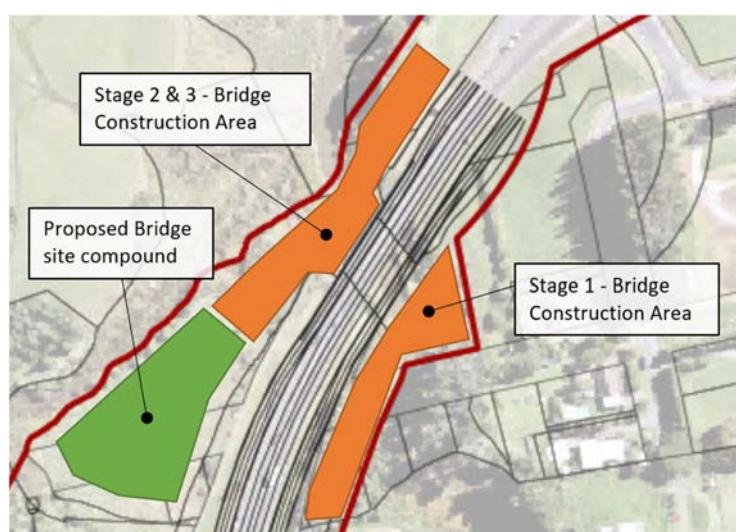 Stage 2 & 3 - Bridge
Construction Area
Proposed Bridge
site compound
Stage 1 - Bridge
Construction Area